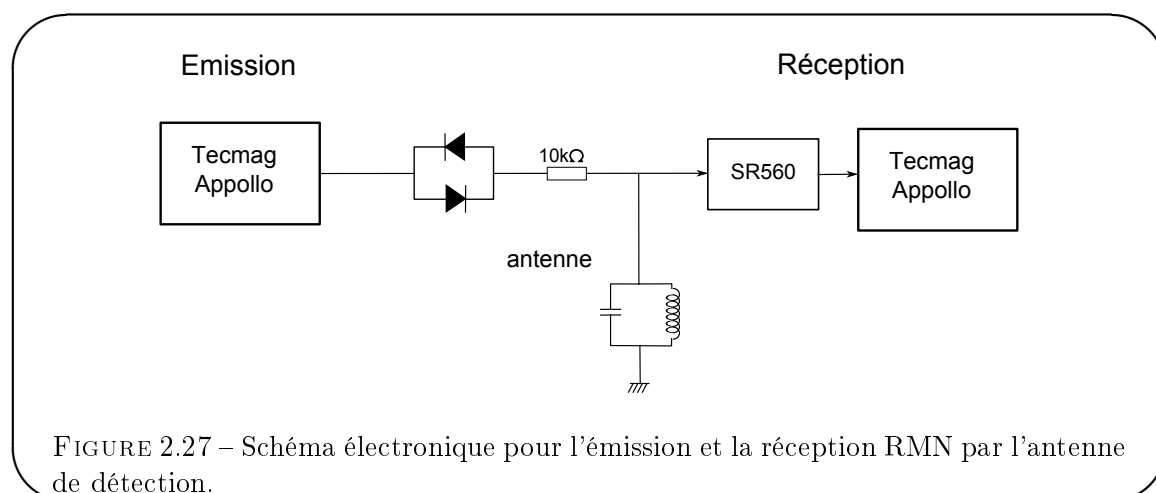 Emission
Réception
Tecmag
Appollo
10kΩ
SR560
Tecmag
Appollo
antenne
FIGURE 2.27 – Schéma électronique pour l'émission et la réception RMN par l'antenne
de détection.